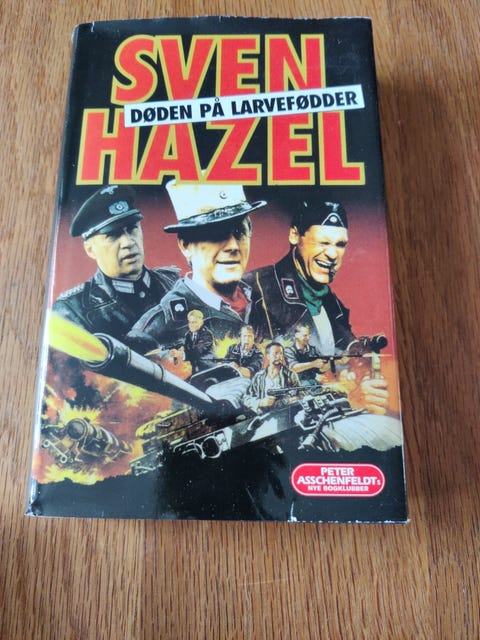 SVEN
DØDEN PÅ LARVEFØDDER
HAZEL
PETER
ASSCHENFELDTs
NYE BOGKLUBBER